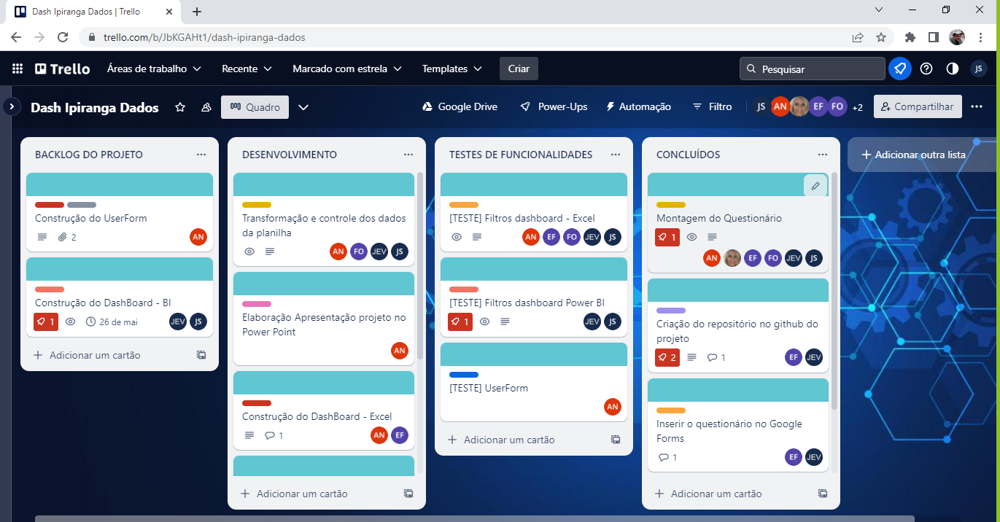 Dash Ipiranga Dados | Trello
trello.com/b/JbKGAHt1/dash-ipiranga-dados
Trello
Áreas de trabalho
Recente
Marcado com estrela
Templates
Criar
Pesquisar
JS
Dash Ipiranga Dados
Quadro
Google Drive
Power-Ups
Automação
Filtro
JS AN EF FO +2
Compartilhar
BACKLOG DO PROJETO
Construção do UserForm
2
AN
Construção do DashBoard - BI
1 26 de mai
JEV JS
Adicionar um cartão
DESENVOLVIMENTO
Transformação e controle dos dados
da planilha
AN FO JEV JS
Elaboração Apresentação projeto no
Power Point
AN
Construção do DashBoard - Excel
1
AN EF
Adicionar um cartão
TESTES DE FUNCIONALIDADES
[TESTE] Filtros dashboard - Excel
AN EF FO JEV JS
[TESTE] Filtros dashboard Power BI
1
JEV JS
[TESTE] UserForm
AN
Adicionar um cartão
CONCLUÍDOS
Montagem do Questionário
1
AN EF FO JEV JS
Criação do repositório no github do
projeto
2 1
EF JEV
Inserir o questionário no Google
Forms
1
EF JEV
Adicionar um cartão
Adicionar outra lista